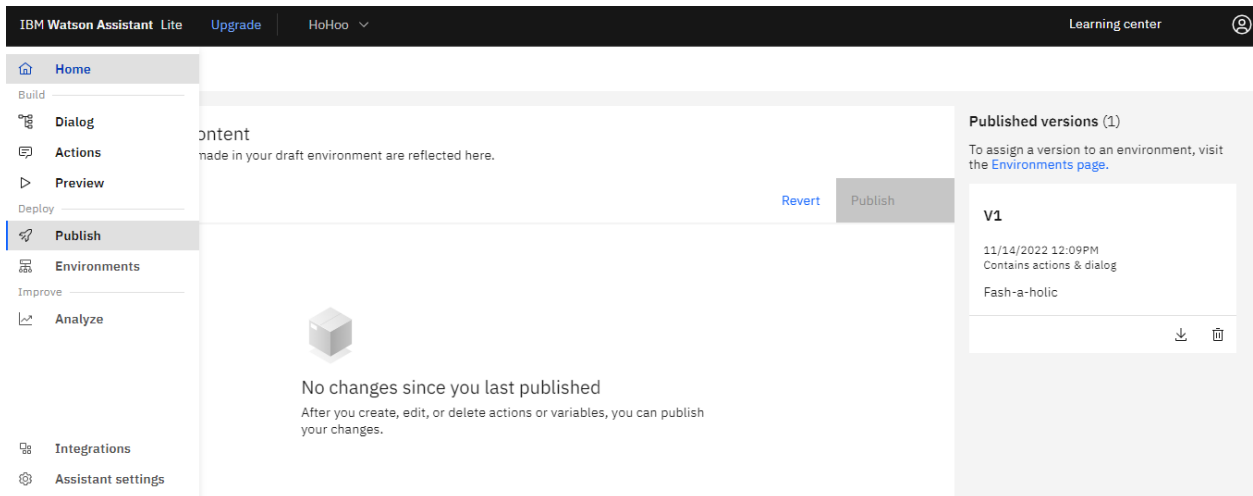 IBM Watson Assistant Lite Upgrade HoHoo Learning center
Home
Build
Dialog
Actions
Preview
Deploy
Publish
Environments
Improve
Analyze
Integrations
Assistant settings
ontent
made in your draft environment are reflected here.
Revert Publish
No changes since you last published
After you create, edit, or delete actions or variables, you can publish
your changes.
Published versions (1)
To assign a version to an environment, visit
the Environments page.
V1
11/14/2022 12:09PM
Contains actions & dialog
Fash-a-holic